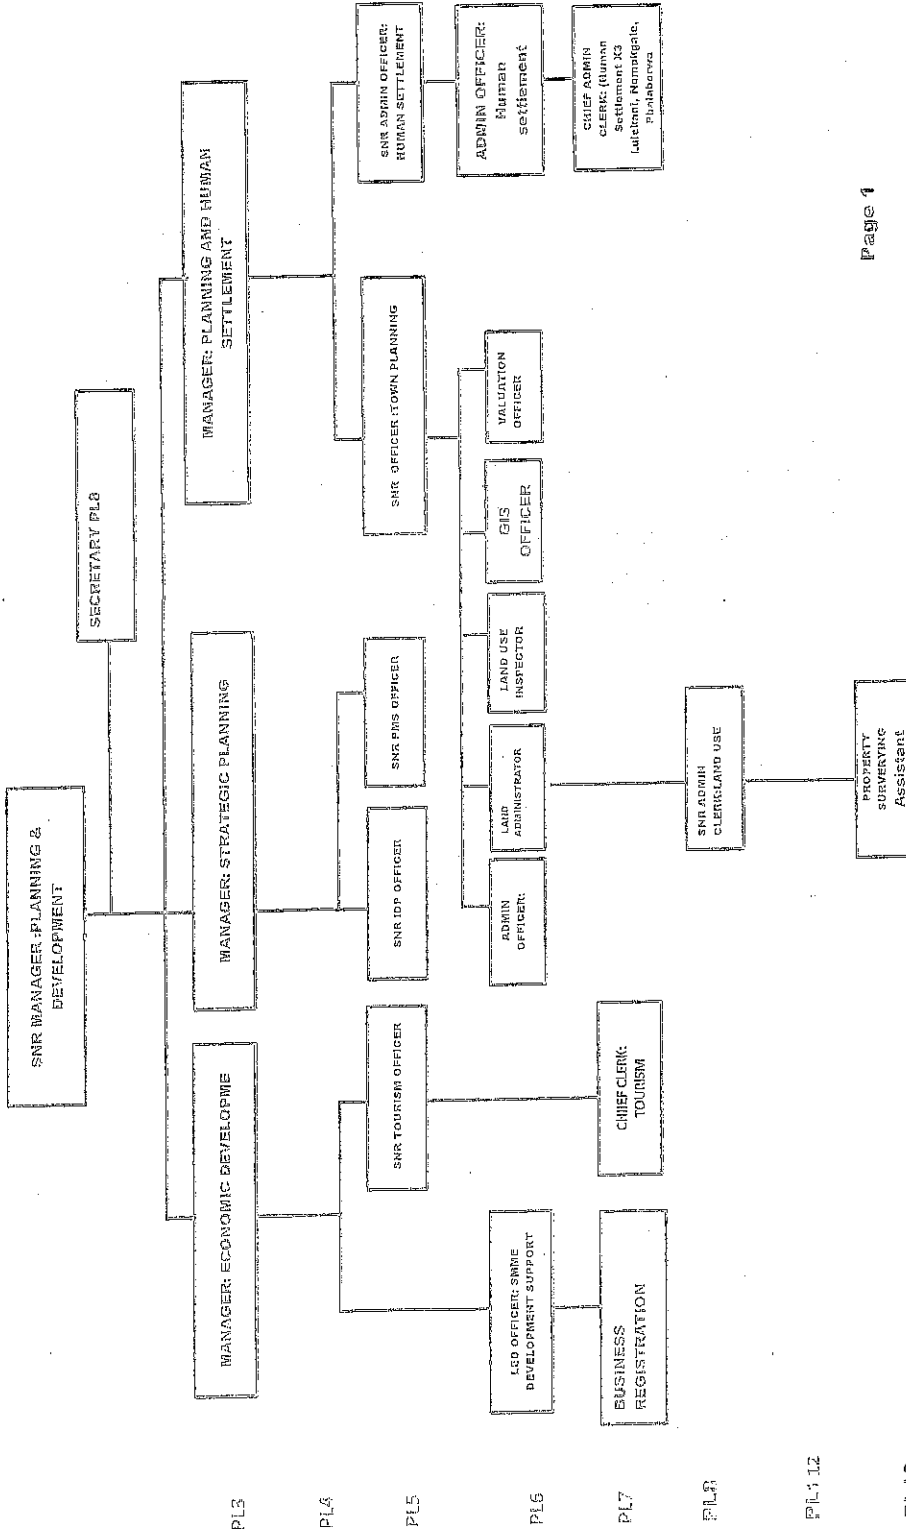 SNR MANAGER :PLANNING &
DEVELOPMENT
SECRETARY PL8
MANAGER: ECONOMIC DEVELOPME
MANAGER: STRATEGIC PLANNING
MANAGER: PLANNING AND HUMAN
SETTLEMENT
SNR TOURISM OFFICER
SNR IDP OFFICER
SNR PMS OFFICER
SNR OFFICER :TOWN PLANNING
SNR ADMIN OFFICER:
HUMAN SETTLEMENT
LED OFFICER: SMME
DEVELOPMENT SUPPORT
ADMIN
OFFICER:
LAND
ADMINISTRATOR
LAND USE
INSPECTOR
GIS
OFFICER
VALUATION
OFFICER
ADMIN OFFICER:
Human
settlement
BUSINESS
REGISTRATION
CHIEF CLERK:
TOURISM
CHIEF ADMIN
CLERK: (Human
Settlement X3
Lulekani, Namakgale,
Phalaborwa
SNR ADMIN
CLERK:LAND USE
PROPERTY
SURVERYING
Assistant
PL3
PL4
PL5
PL6
PL7
PL8
PL112
Page 1